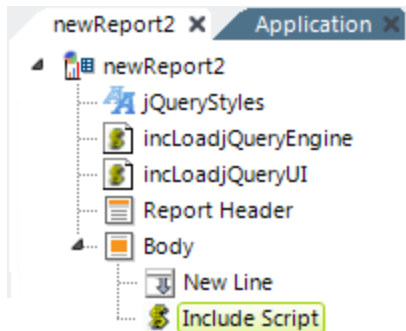 newReport2 Application
newReport2
jQueryStyles
incLoadjQueryEngine
incLoadjQueryUI
Report Header
Body
New Line
Include Script